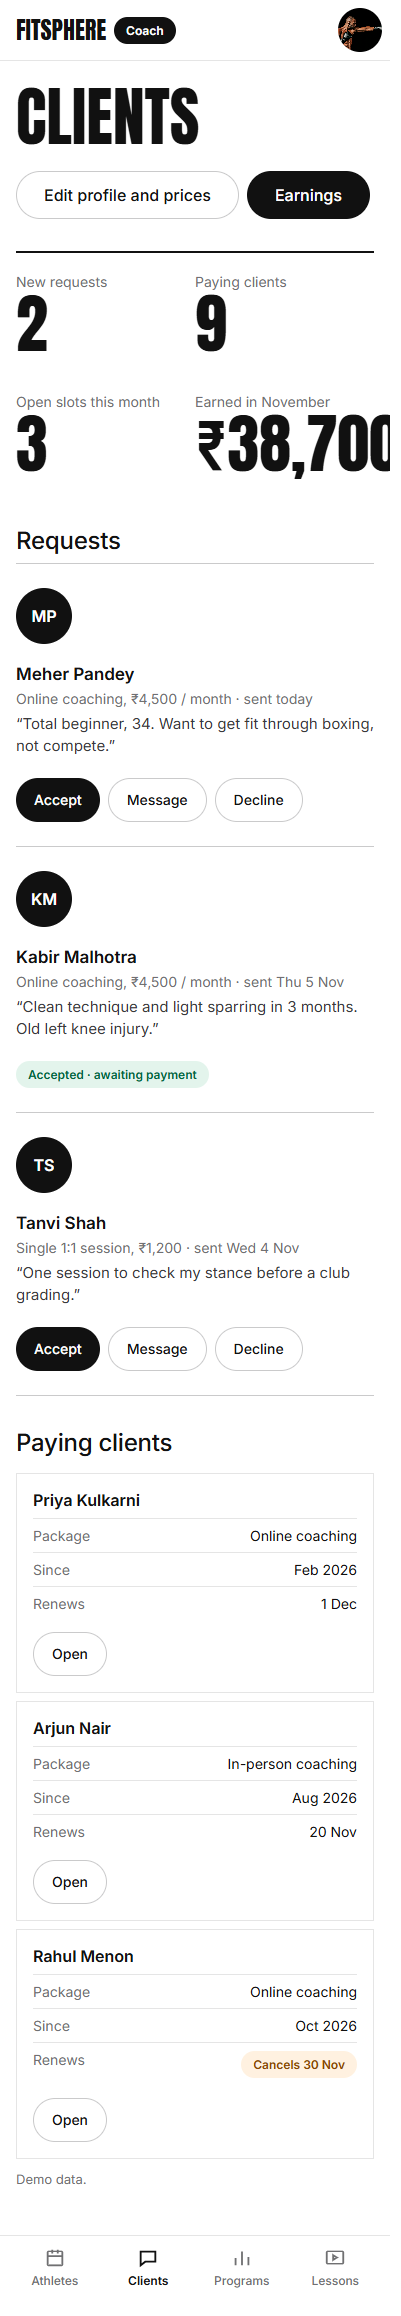 FITSPHERE Coach
CLIENTS
Edit profile and prices Earnings
New requests Paying clients
2 9
Open slots this month Earned in November
3 ₹38,700
Requests
MP
Meher Pandey
Online coaching, ₹4,500 / month · sent today
“Total beginner, 34. Want to get fit through boxing,
not compete.”
Accept Message Decline
KM
Kabir Malhotra
Online coaching, ₹4,500 / month · sent Thu 5 Nov
“Clean technique and light sparring in 3 months.
Old left knee injury.”
Accepted · awaiting payment
TS
Tanvi Shah
Single 1:1 session, ₹1,200 · sent Wed 4 Nov
“One session to check my stance before a club
grading.”
Accept Message Decline
Paying clients
Priya Kulkarni
Package Online coaching
Since Feb 2026
Renews 1 Dec
Open
Arjun Nair
Package In-person coaching
Since Aug 2026
Renews 20 Nov
Open
Rahul Menon
Package Online coaching
Since Oct 2026
Renews Cancels 30 Nov
Open
Demo data.
Athletes Clients Programs Lessons